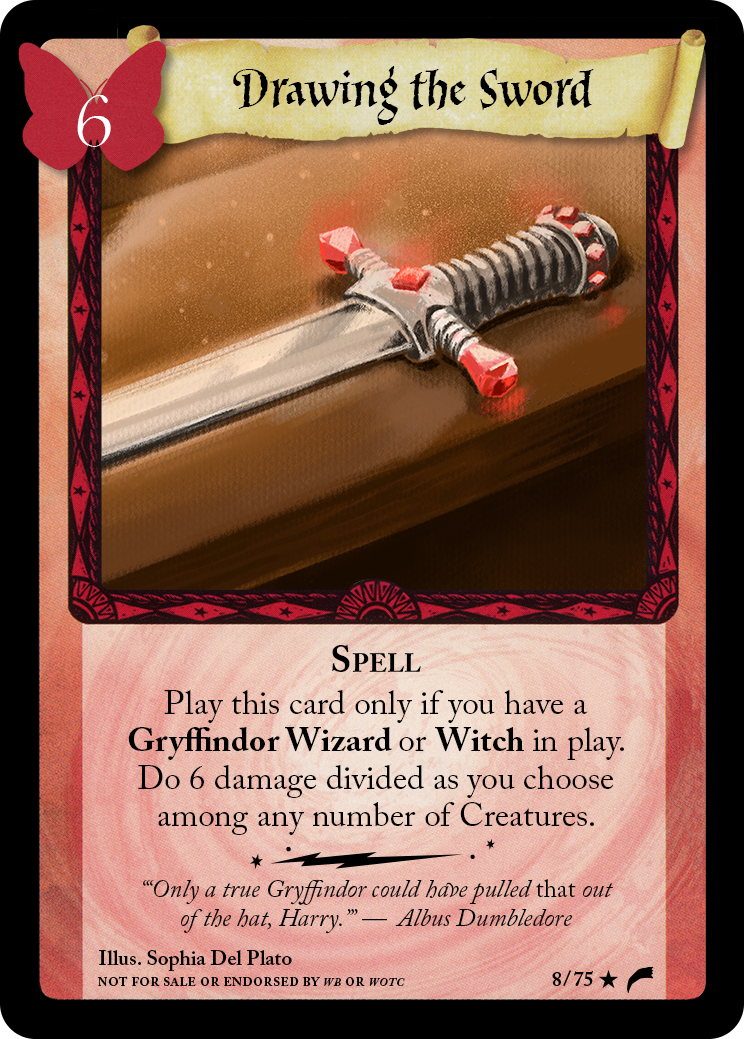 6
Drawing the Sword
SPELL
Play this card only if you have a
Gryffindor Wizard or Witch in play.
Do 6 damage divided as you choose
among any number of Creatures.
“‘Only a true Gryffindor could have pulled that out
of the hat, Harry.’” — Albus Dumbledore
Illus. Sophia Del Plato
NOT FOR SALE OR ENDORSED BY WB OR WOTC
8/75 ★